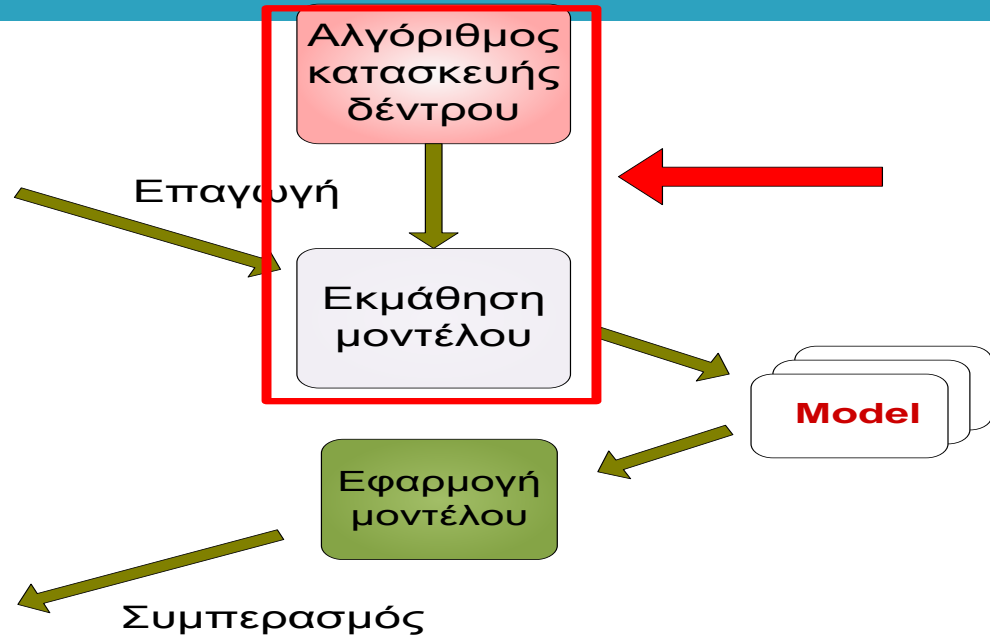 Αλγόριθμος
κατασκευής
δέντρου
Επαγωγή
Εκμάθηση
μοντέλου
Model
Εφαρμογή
μοντέλου
Συμπερασμός